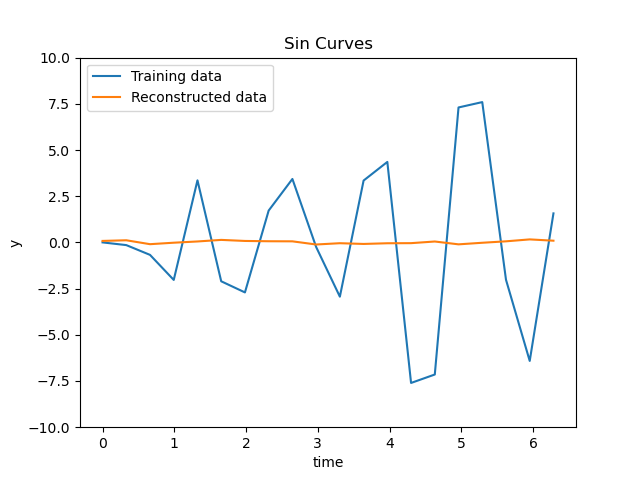 Sin Curves
Training data
Reconstructed data
10.0
7.5
5.0
2.5
0.0
−2.5
−5.0
−7.5
−10.0
y
0 1 2 3 4 5 6
time